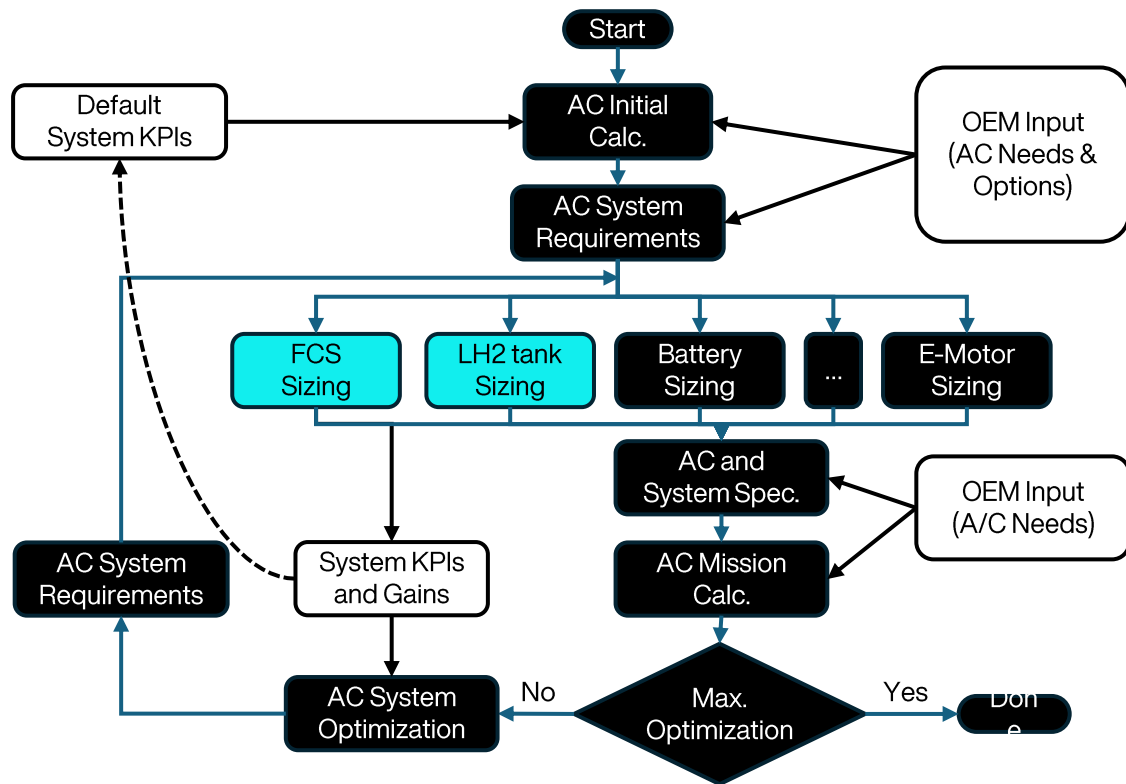 Start
Default
System KPIs
AC Initial
Calc.
OEM Input
(AC Needs &
Options)
AC System
Requirements
FCS
Sizing
LH2 tank
Sizing
Battery
Sizing
...
E-Motor
Sizing
AC and
System Spec.
OEM Input
(A/C Needs)
AC System
Requirements
System KPIs
and Gains
AC Mission
Calc.
AC System
Optimization
No
Max.
Optimization
Yes
Don
e